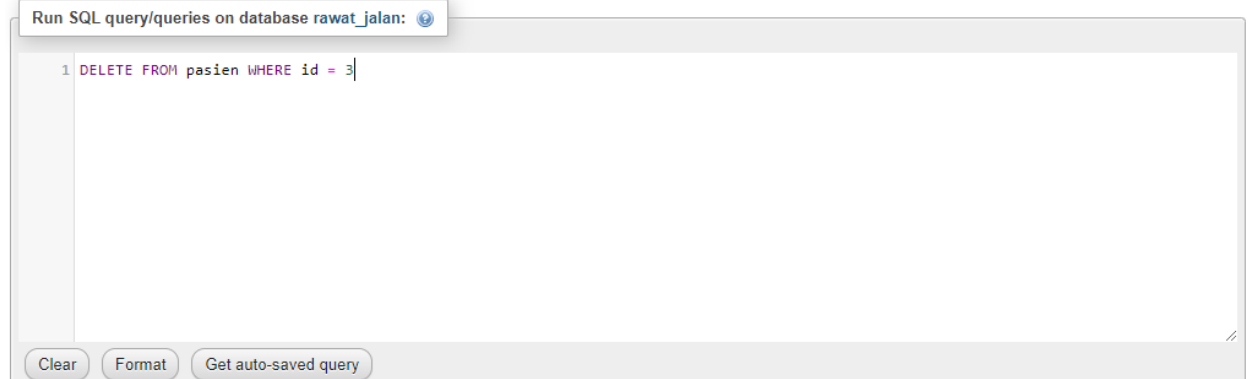 Run SQL query/queries on database rawat_jalan:
1 DELETE FROM pasien WHERE id = 3
Clear Format Get auto-saved query